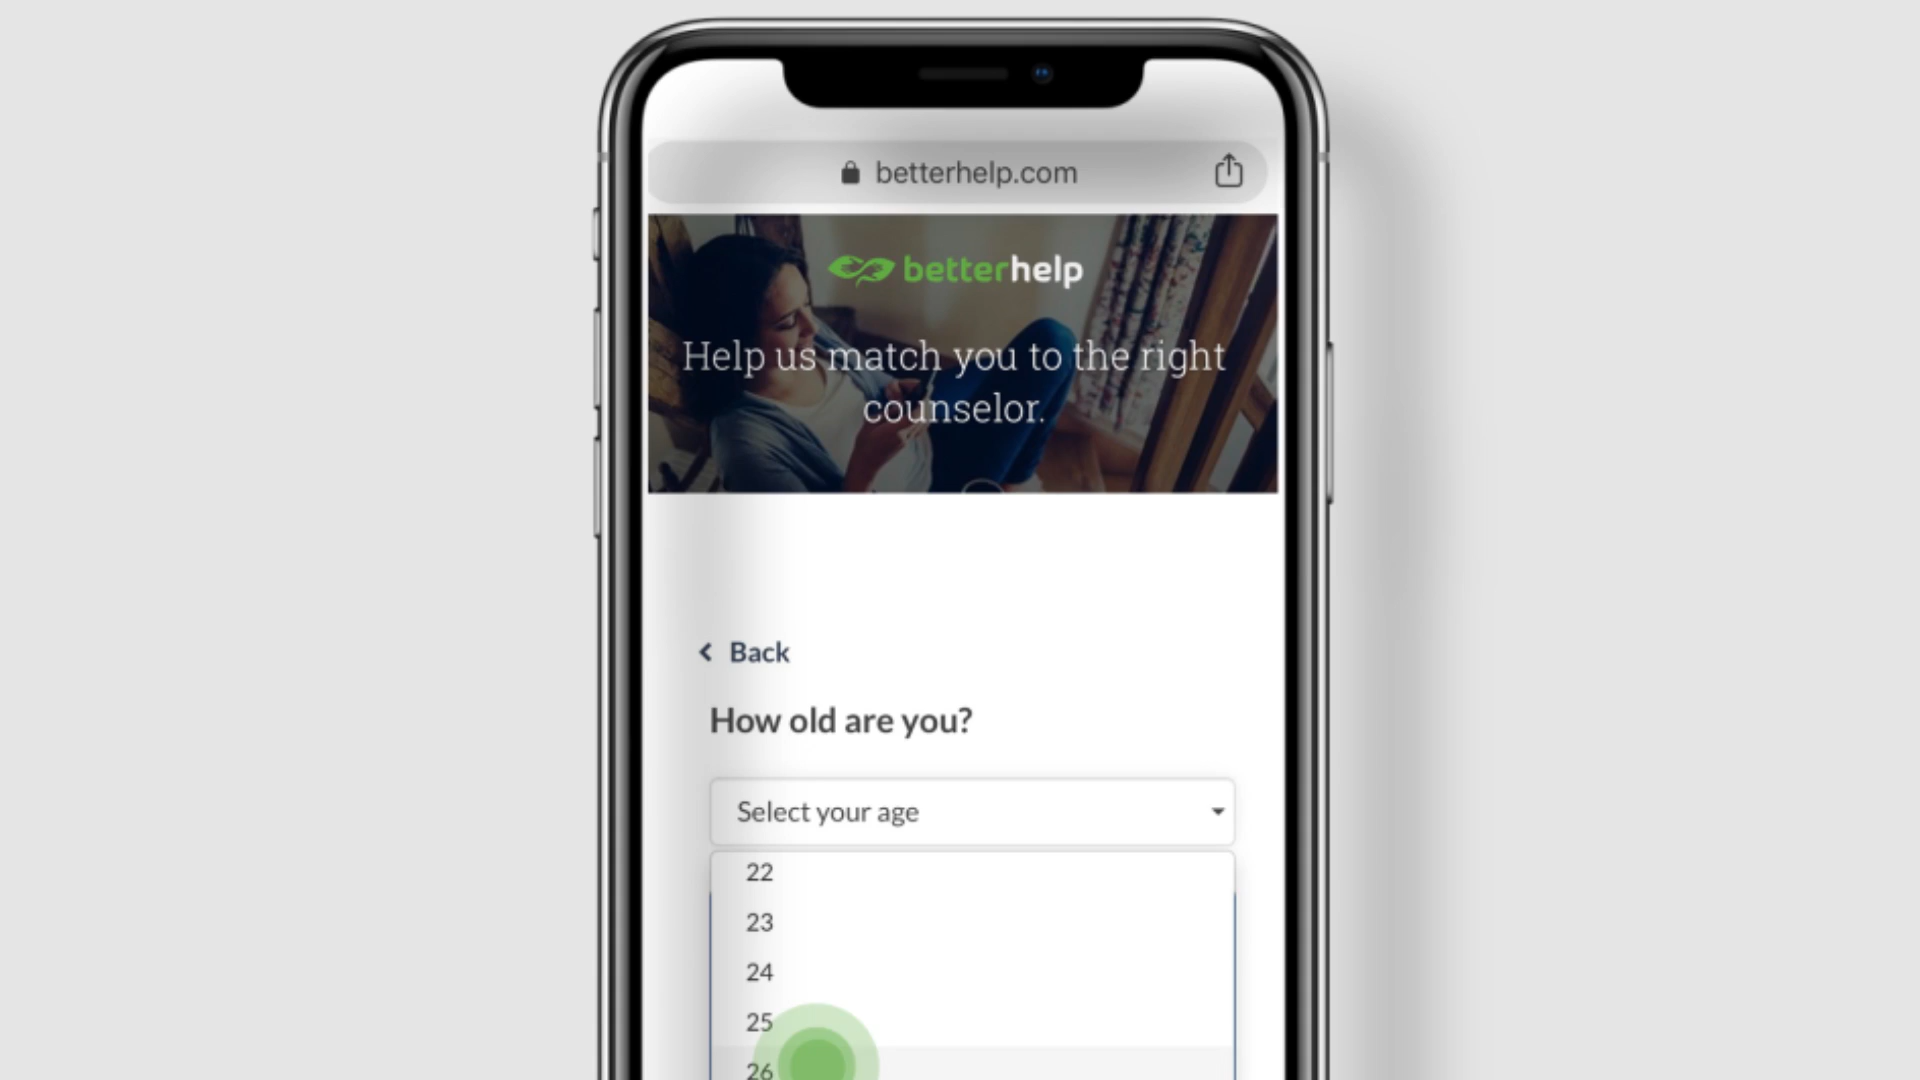 betterhelp.com
betterhelp
Help us match you to the right
counselor.
Back
How old are you?
Select your age
22
23
24
25
26